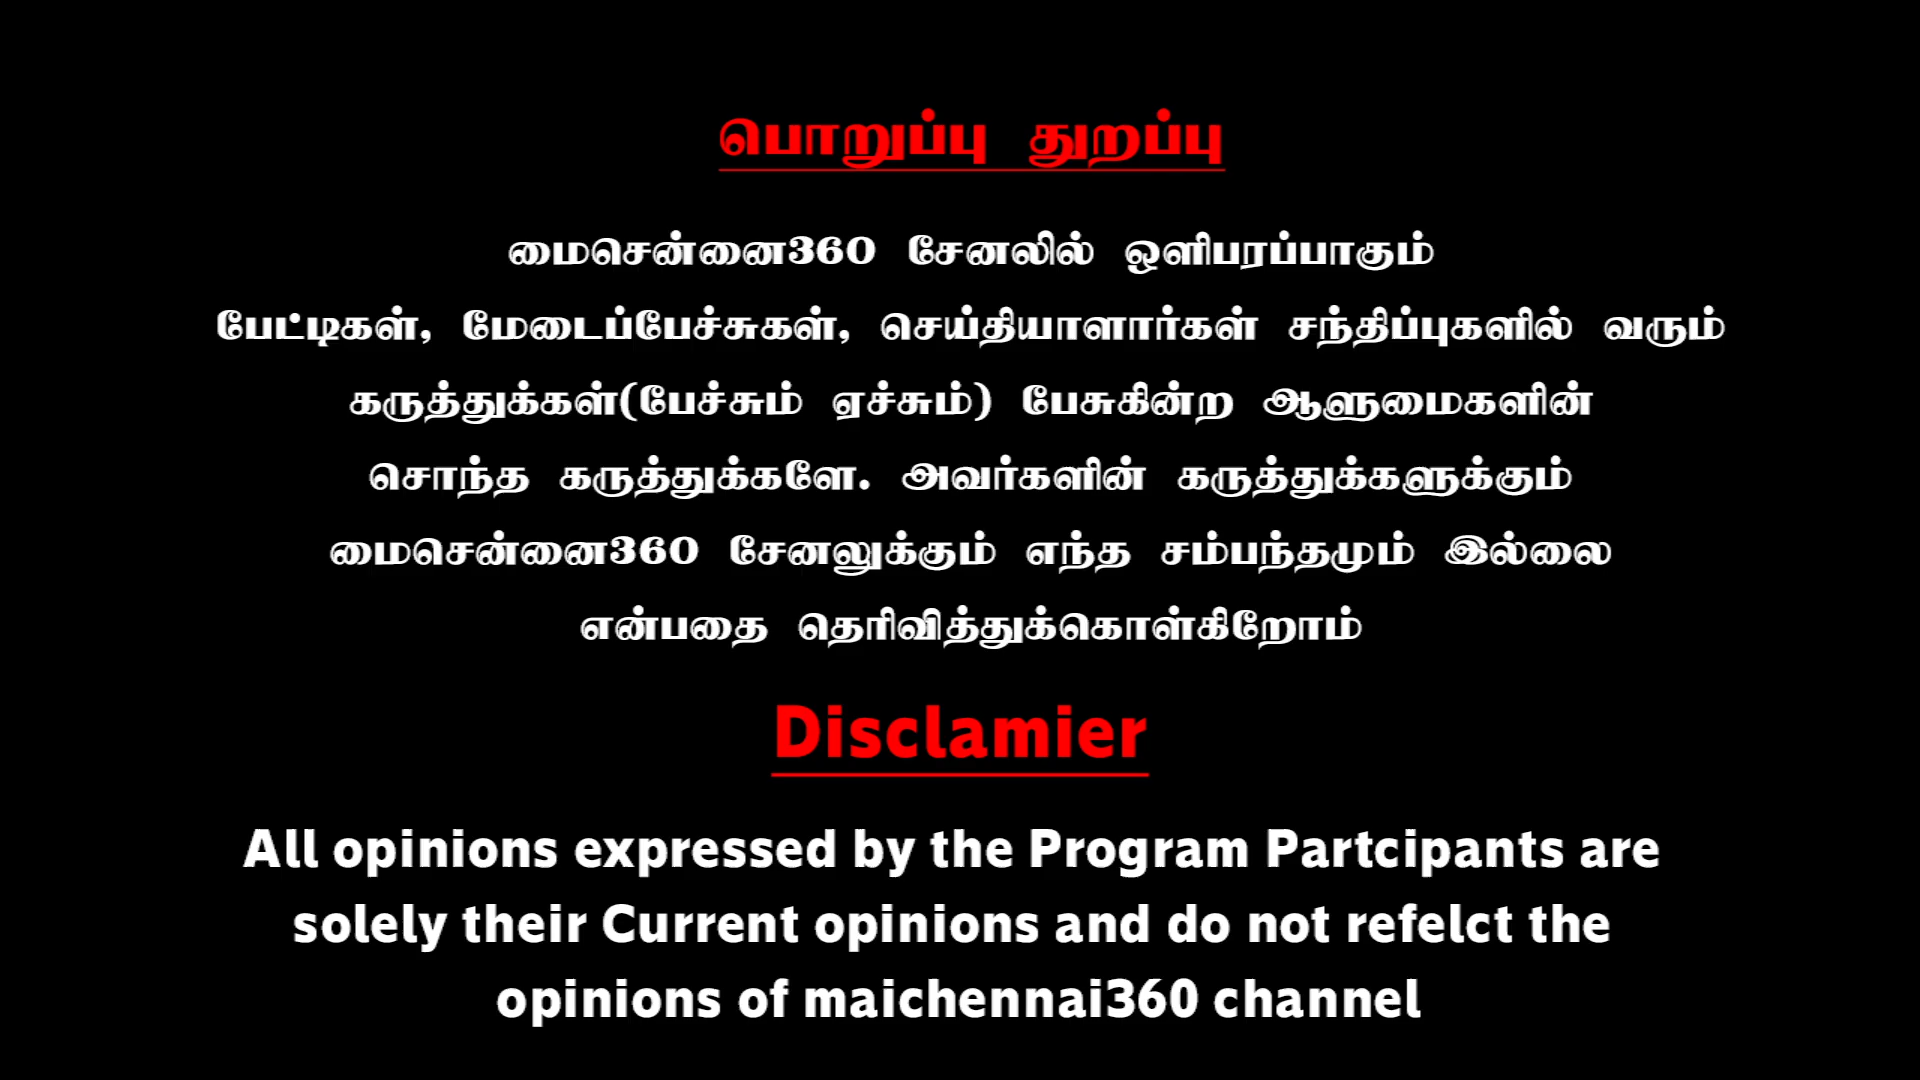 பொறுப்பு துறப்பு
மைசென்னை360 சேனலில் ஒளிபரப்பாகும்
பேட்டிகள், மேடைப்பேச்சுகள், செய்தியாளார்கள் சந்திப்புகளில் வரும்
கருத்துக்கள்(பேச்சும் ஏச்சும்) பேசுகின்ற ஆளுமைகளின்
சொந்த கருத்துக்களே. அவர்களின் கருத்துக்களுக்கும்
மைசென்னை360 சேனலுக்கும் எந்த சம்பந்தமும் இல்லை
என்பதை தெரிவித்துக்கொள்கிறோம்
Disclamier
All opinions expressed by the Program Partcipants are
solely their Current opinions and do not refelct the
opinions of maichennai360 channel